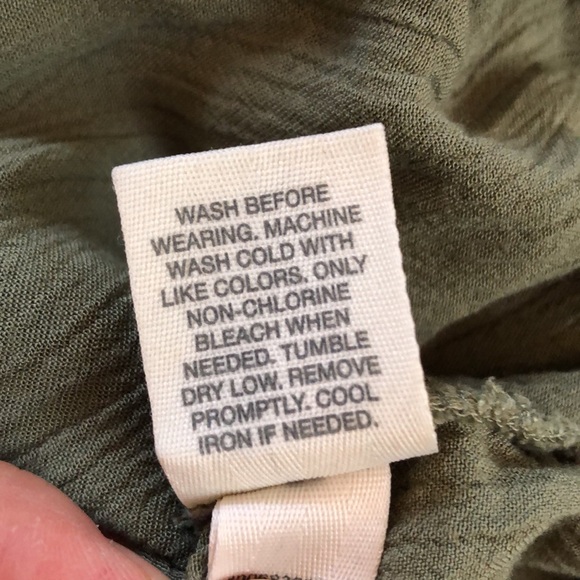 WASH BEFORE
WEARING. MACHINE
WASH COLD WITH
LIKE COLORS. ONLY
NON-CHLORINE
BLEACH WHEN
NEEDED. TUMBLE
DRY LOW. REMOVE
PROMPTLY. COOL
IRON IF NEEDED.